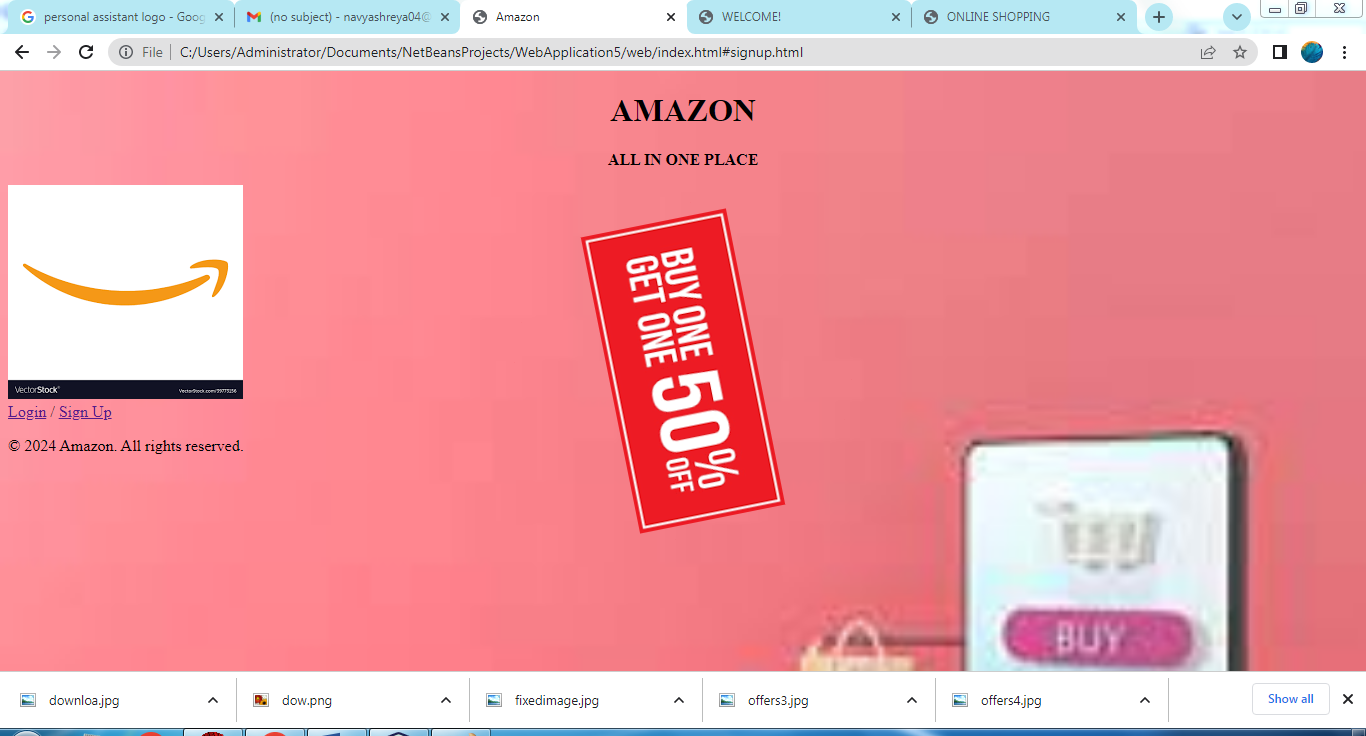 personal assistant logo - Goog
(no subject) - navyashreya04@
Amazon
WELCOME!
ONLINE SHOPPING
File
C:/Users/Administrator/Documents/NetBeansProjects/WebApplication5/web/index.html#signup.html
AMAZON
ALL IN ONE PLACE
BUY ONE
GET ONE
50%
OFF
VectorStock®
VectorStock.com/39773256
Login / Sign Up
© 2024 Amazon. All rights reserved.
BUY
downloa.jpg
dow.png
fixedimage.jpg
offers3.jpg
offers4.jpg
Show all